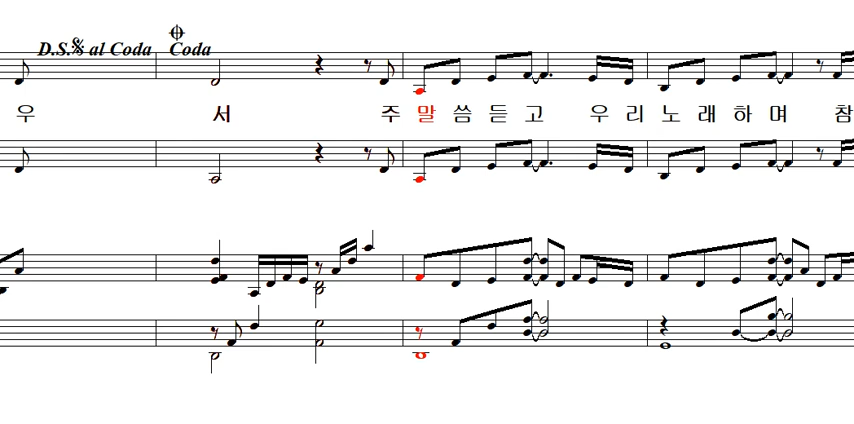 D.S.𝄋 al Coda 𝄌 Coda
우 서 주 말 씀 듣 고 우 리 노 래 하 며 참